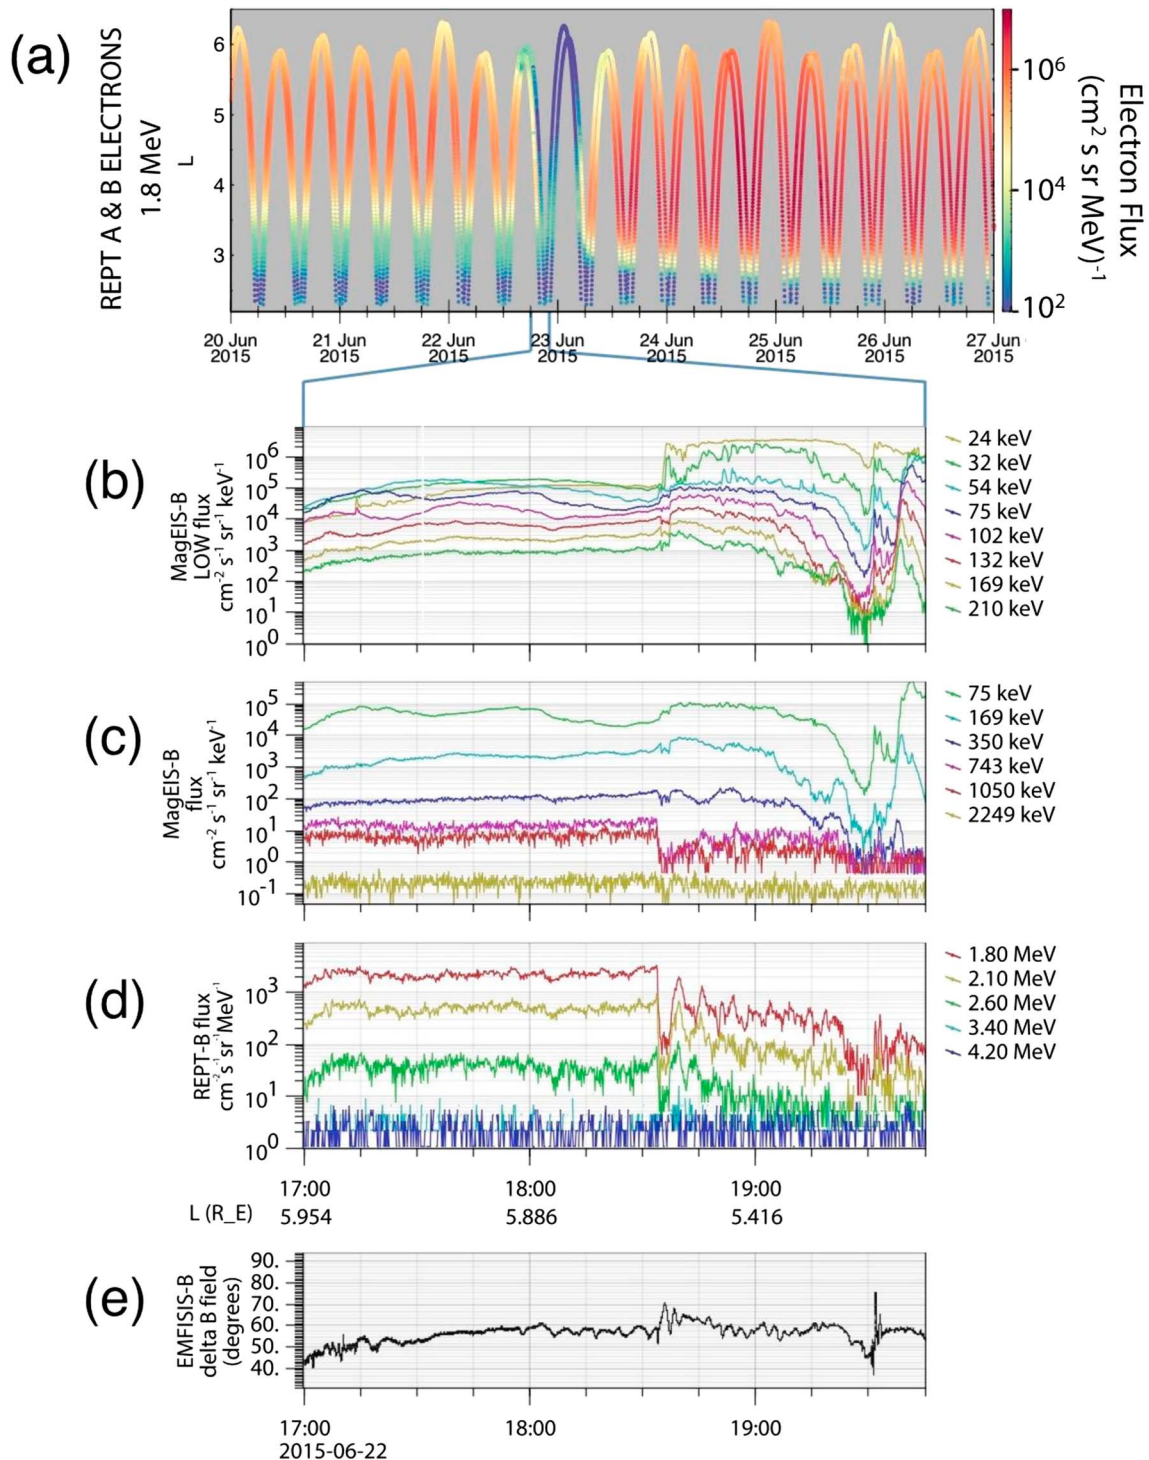 (a)
REPT A & B ELECTRONS
1.8 MeV
L
6
5
4
3
20 Jun
2015
21 Jun
2015
22 Jun
2015
23 Jun
2015
24 Jun
2015
25 Jun
2015
26 Jun
2015
27 Jun
2015
10⁶
10⁴
10²
Electron Flux
(cm² s sr MeV)⁻¹
(b)
MagEIS-B
LOW flux
cm⁻² s⁻¹ sr⁻¹ keV⁻¹
10⁶
10⁵
10⁴
10³
10²
10¹
10⁰
24 keV
32 keV
54 keV
75 keV
102 keV
132 keV
169 keV
210 keV
(c)
MagEIS-B
flux
cm⁻² s⁻¹ sr⁻¹ keV⁻¹
10⁵
10⁴
10³
10²
10¹
10⁰
10⁻¹
75 keV
169 keV
350 keV
743 keV
1050 keV
2249 keV
(d)
REPT-B flux
cm⁻² s⁻¹ sr⁻¹ MeV⁻¹
10³
10²
10¹
10⁰
1.80 MeV
2.10 MeV
2.60 MeV
3.40 MeV
4.20 MeV
17:00 18:00 19:00
L (R_E) 5.954 5.886 5.416
(e)
EMFISIS-B
delta B field
(degrees)
90.
80.
70.
60.
50.
40.
17:00 18:00 19:00
2015-06-22